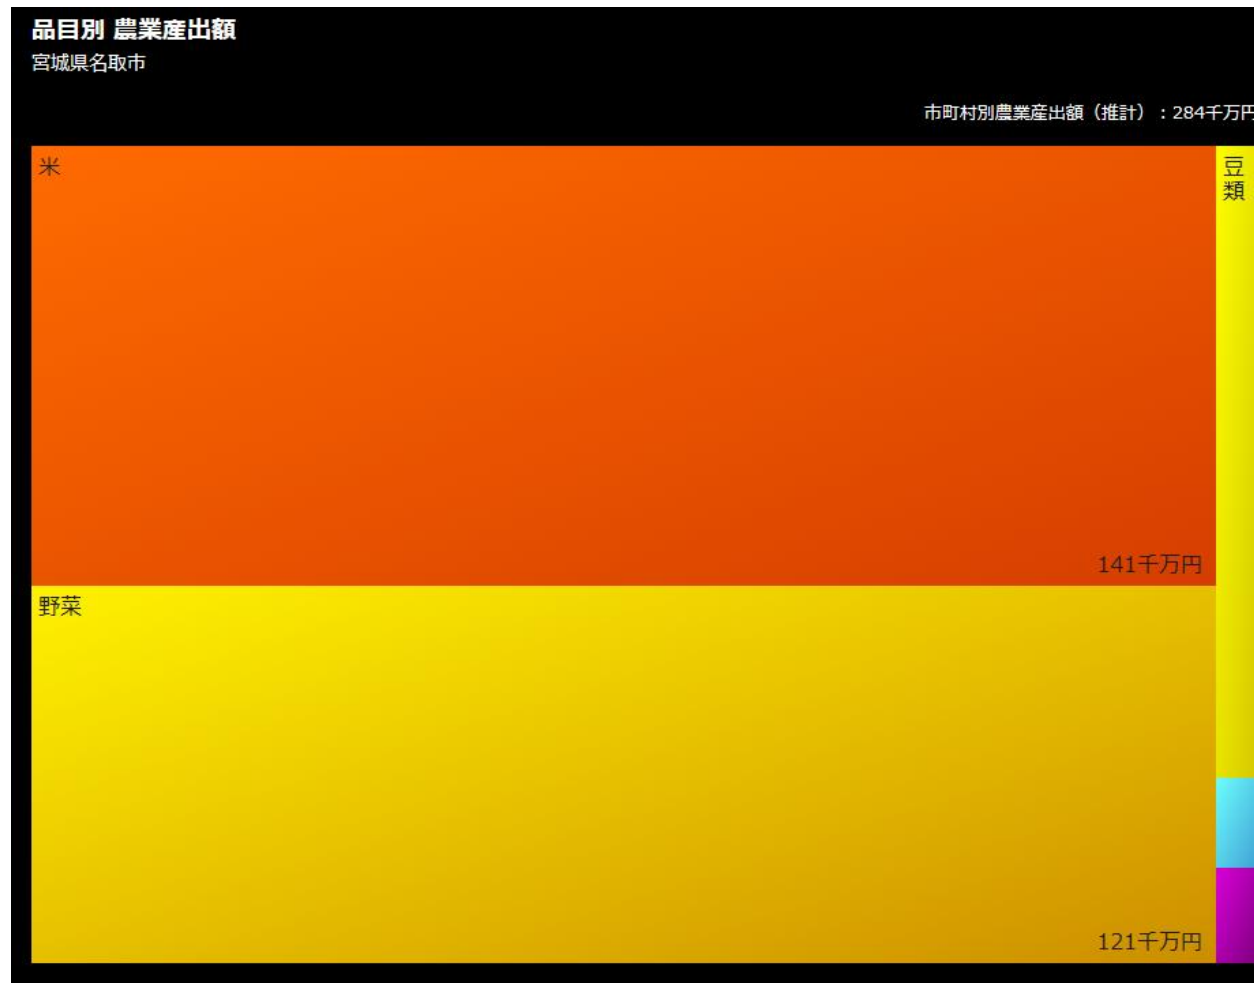 品目別 農業産出額
宮城県名取市
市町村別農業産出額（推計）：284千万円
米
豆類
141千万円
野菜
121千万円